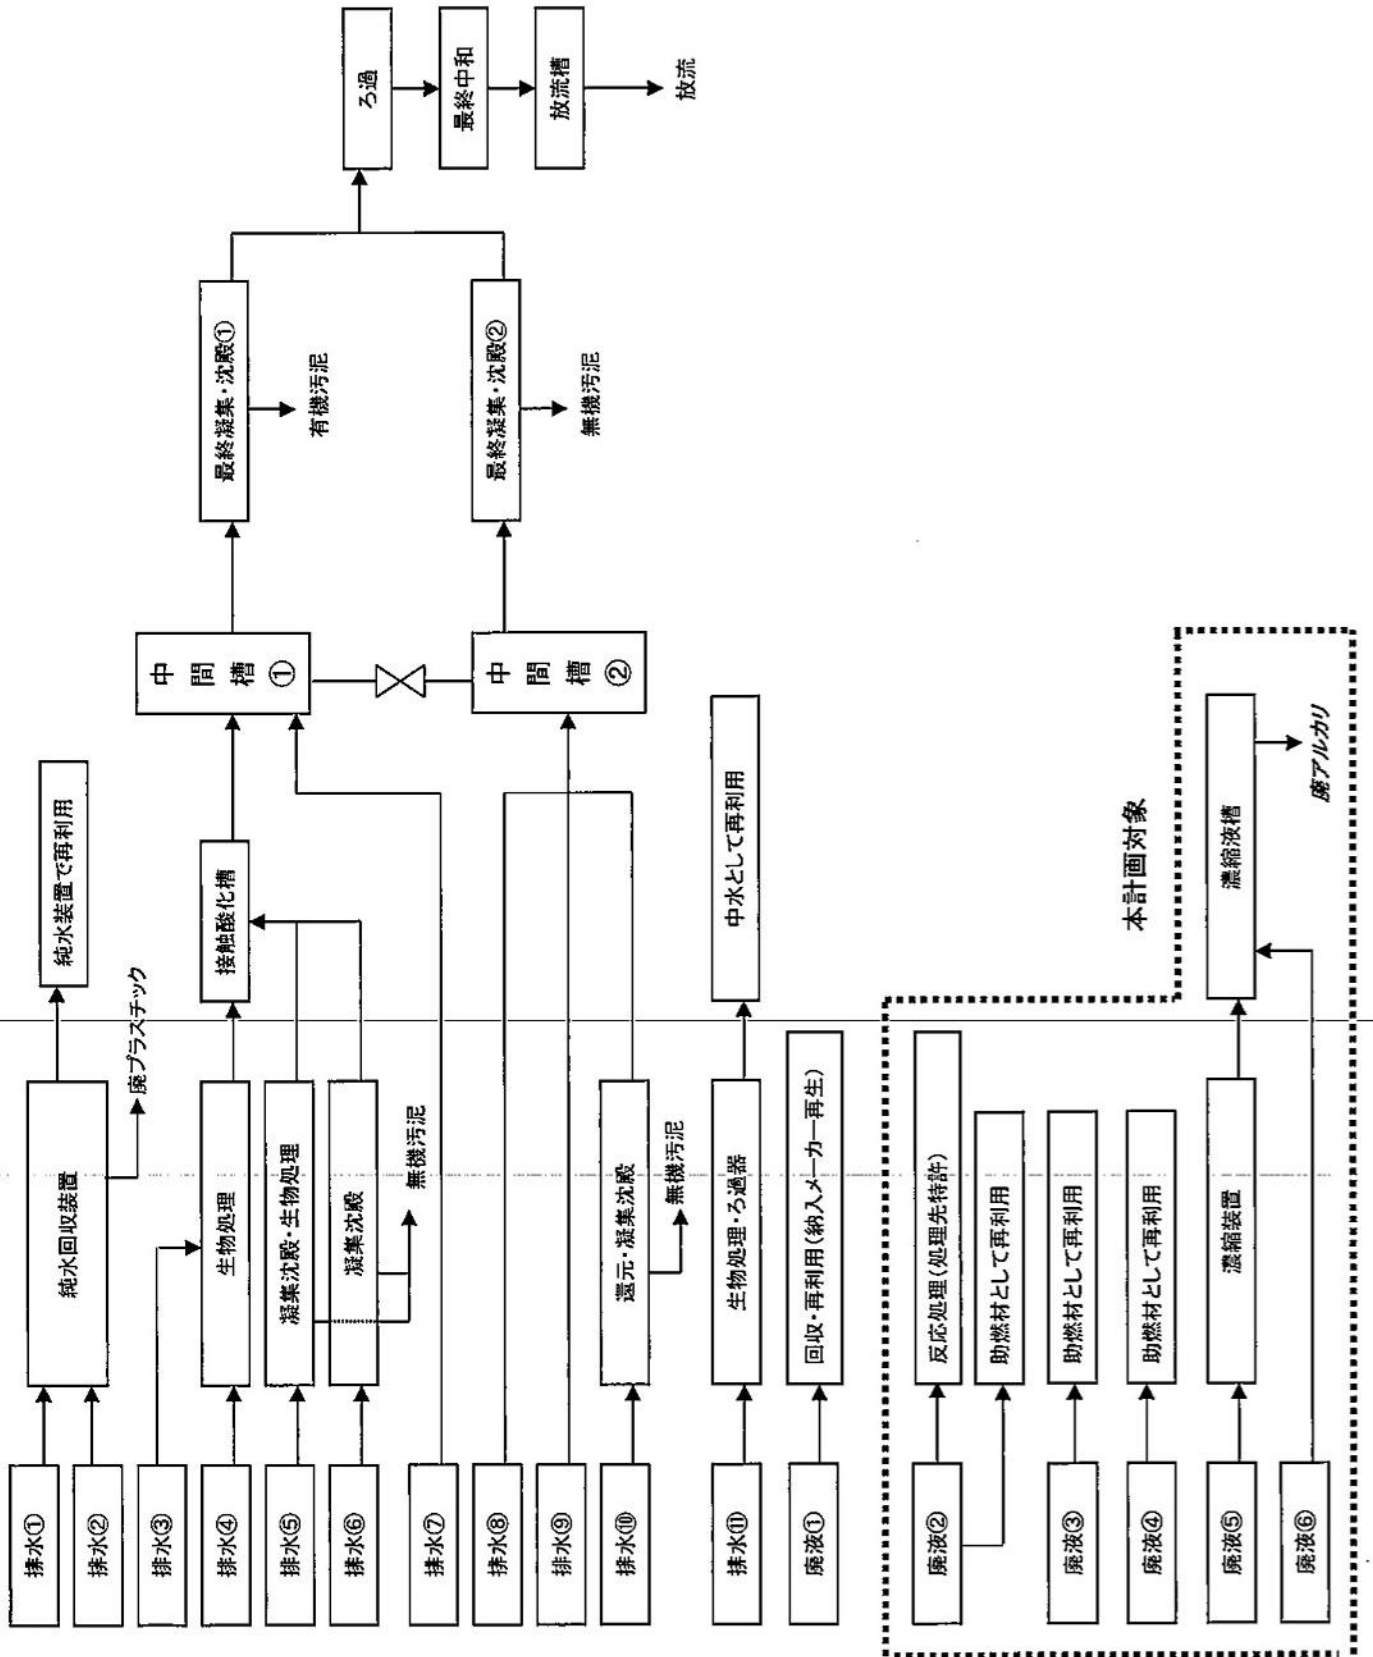 排水①
排水②
排水③
排水④
排水⑤
排水⑥
排水⑦
排水⑧
排水⑨
排水⑩
排水⑪
廃液①
廃液②
廃液③
廃液④
廃液⑤
廃液⑥
純水回収装置
廃プラスチック
純水装置で再利用
生物処理
凝集沈殿・生物処理
凝集沈殿
無機汚泥
接触酸化槽
還元・凝集沈殿
無機汚泥
生物処理・ろ過器
中水として再利用
回収・再利用(納入メーカー再生)
反応処理(処理先特許)
助燃材として再利用
助燃材として再利用
助燃材として再利用
濃縮装置
濃縮液槽
廃アルカリ
本計画対象
中間槽①
中間槽②
最終凝集・沈殿①
有機汚泥
最終凝集・沈殿②
無機汚泥
ろ過
最終中和
放流槽
放流